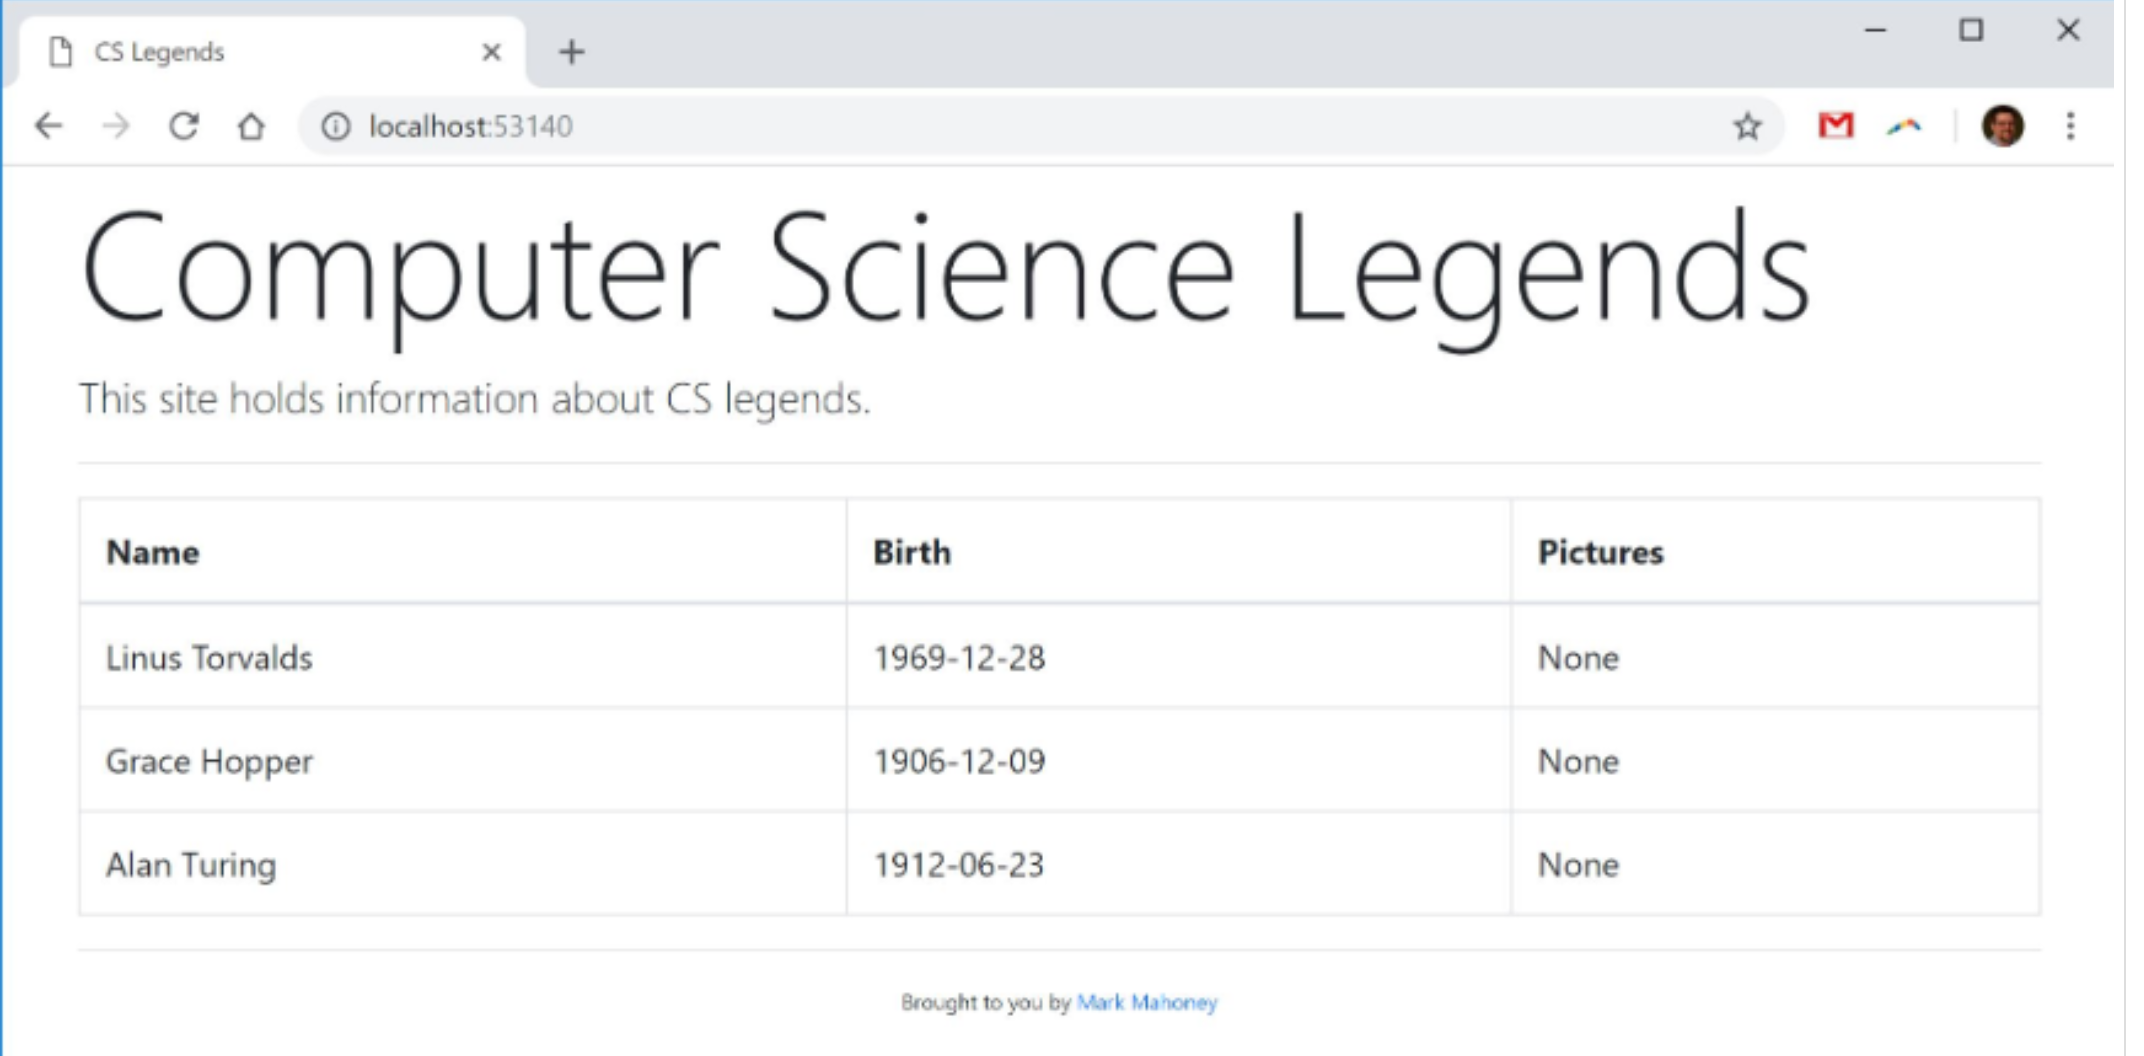 CS Legends
localhost:53140
Computer Science Legends
This site holds information about CS legends.
Name Birth Pictures
Linus Torvalds 1969-12-28 None
Grace Hopper 1906-12-09 None
Alan Turing 1912-06-23 None
Brought to you by Mark Mahoney